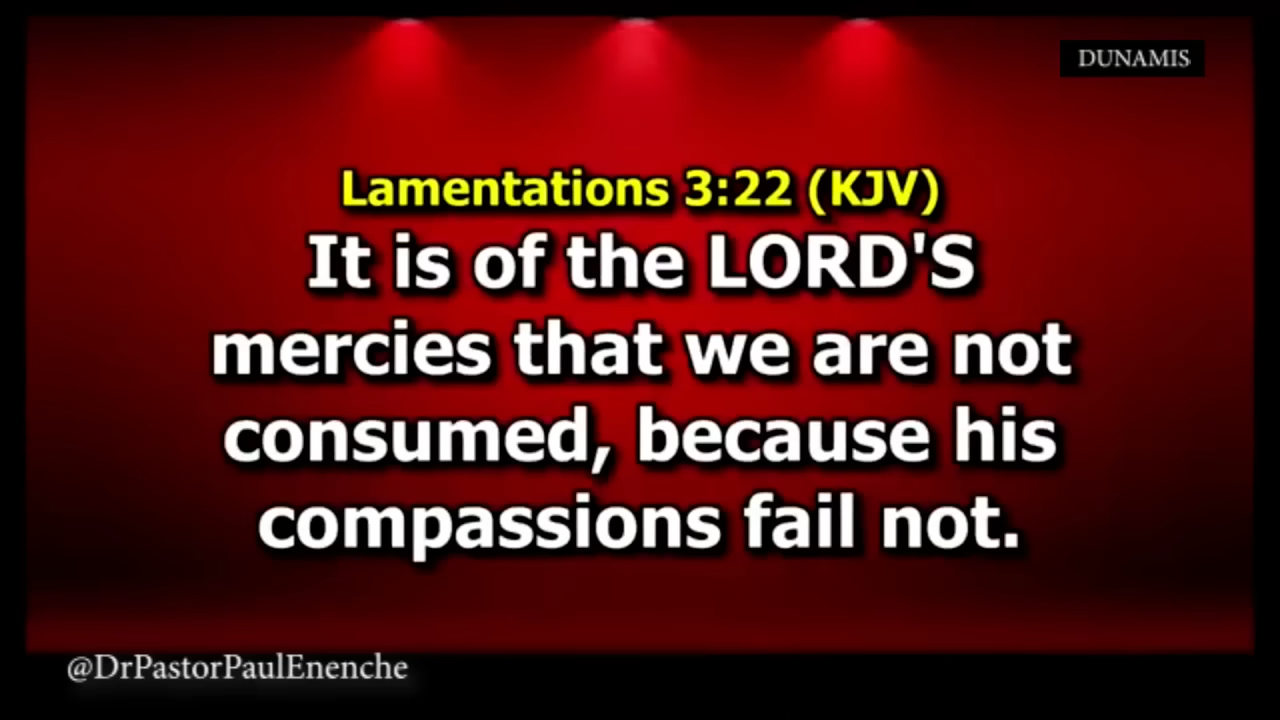 DUNAMIS
Lamentations 3:22 (KJV)
It is of the LORD'S
mercies that we are not
consumed, because his
compassions fail not.
@DrPastorPaulEnenche